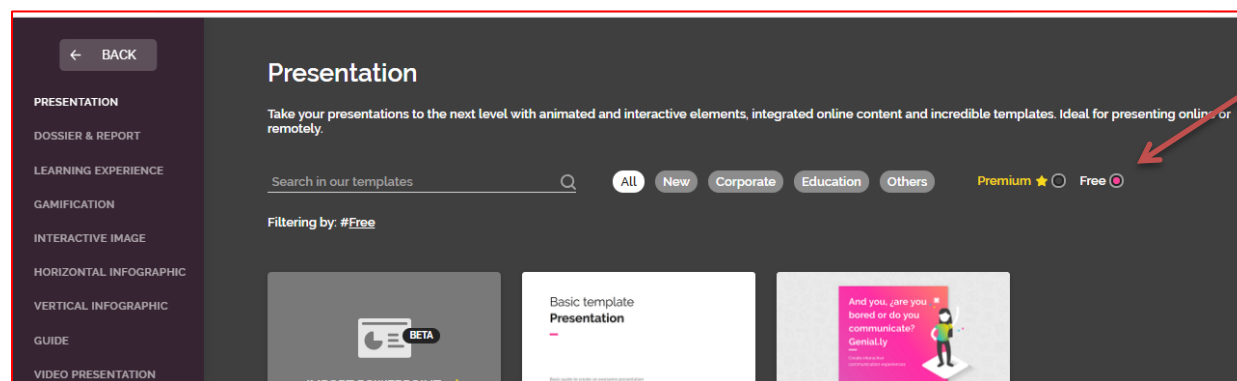 ← BACK
PRESENTATION
DOSSIER & REPORT
LEARNING EXPERIENCE
GAMIFICATION
INTERACTIVE IMAGE
HORIZONTAL INFOGRAPHIC
VERTICAL INFOGRAPHIC
GUIDE
VIDEO PRESENTATION
Presentation
Take your presentations to the next level with animated and interactive elements, integrated online content and incredible templates. Ideal for presenting online or
remotely.
Search in our templates All New Corporate Education Others Premium Free
Filtering by: #Free
BETA
Basic template
Presentation
And you, ¿are you
bored or do you
communicate?
Genial.ly